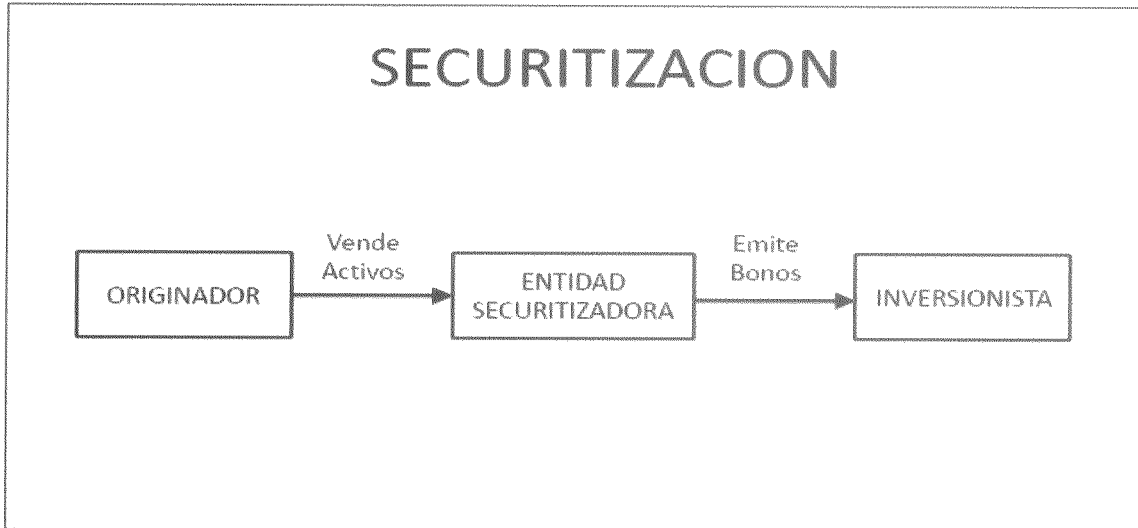 SECURITIZACION
ORIGINADOR
Vende
Activos
ENTIDAD
SECURITIZADORA
Emite
Bonos
INVERSIONISTA